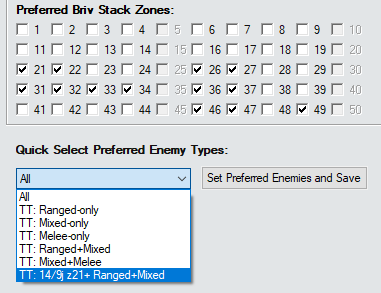 Preferred Briv Stack Zones:
1 2 3 4 5 6 7 8 9 10
11 12 13 14 15 16 17 18 19 20
21 22 23 24 25 26 27 28 29 30
31 32 33 34 35 36 37 38 39 40
41 42 43 44 45 46 47 48 49 50
Quick Select Preferred Enemy Types:
All Set Preferred Enemies and Save
All
TT: Ranged-only
TT: Mixed-only
TT: Melee-only
TT: Ranged+Mixed
TT: Mixed+Melee
TT: 14/9j z21+ Ranged+Mixed